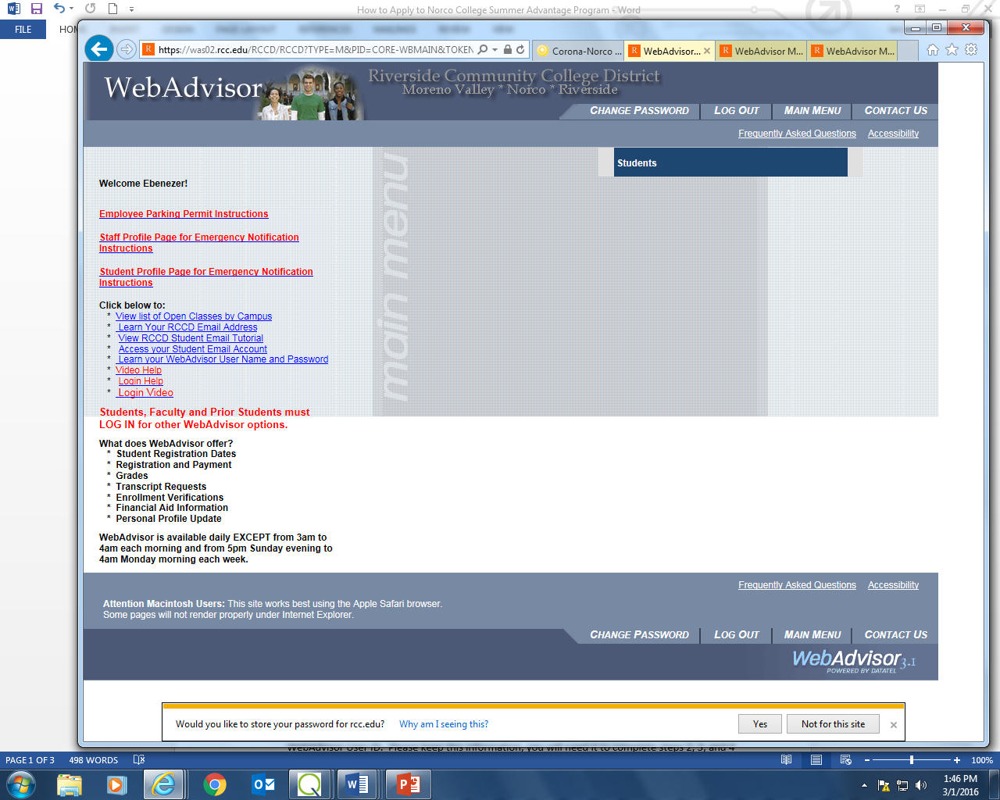 How to Apply to Norco College Summer Advantage Program - Word
FILE
HOM
https://was02.rcc.edu/RCCD/RCCD?TYPE=M&PID=CORE-WBMAIN&TOKEN
Corona-Norco ...
WebAdvisor...
WebAdvisor M...
WebAdvisor M...
WebAdvisor
Riverside Community College District
Moreno Valley * Norco * Riverside
CHANGE PASSWORD
LOG OUT
MAIN MENU
CONTACT US
Frequently Asked Questions
Accessibility
main menu
Students
Welcome Ebenezer!
Employee Parking Permit Instructions
Staff Profile Page for Emergency Notification
Instructions
Student Profile Page for Emergency Notification
Instructions
Click below to:
* View list of Open Classes by Campus
* Learn Your RCCD Email Address
* View RCCD Student Email Tutorial
* Access your Student Email Account
* Learn your WebAdvisor User Name and Password
* Video Help
* Login Help
* Login Video
Students, Faculty and Prior Students must
LOG IN for other WebAdvisor options.
What does WebAdvisor offer?
* Student Registration Dates
* Registration and Payment
* Grades
* Transcript Requests
* Enrollment Verifications
* Financial Aid Information
* Personal Profile Update
WebAdvisor is available daily EXCEPT from 3am to
4am each morning and from 5pm Sunday evening to
4am Monday morning each week.
Frequently Asked Questions
Accessibility
Attention Macintosh Users: This site works best using the Apple Safari browser.
Some pages will not render properly under Internet Explorer.
CHANGE PASSWORD
LOG OUT
MAIN MENU
CONTACT US
WebAdvisor 3.1
POWERED BY DATATEL
Would you like to store your password for rcc.edu?
Why am I seeing this?
Yes
Not for this site
WebAdvisor User ID. Please keep this information, you will need it to complete steps 2, 3, and 4
PAGE 1 OF 3
498 WORDS
100%
1:46 PM
3/1/2016